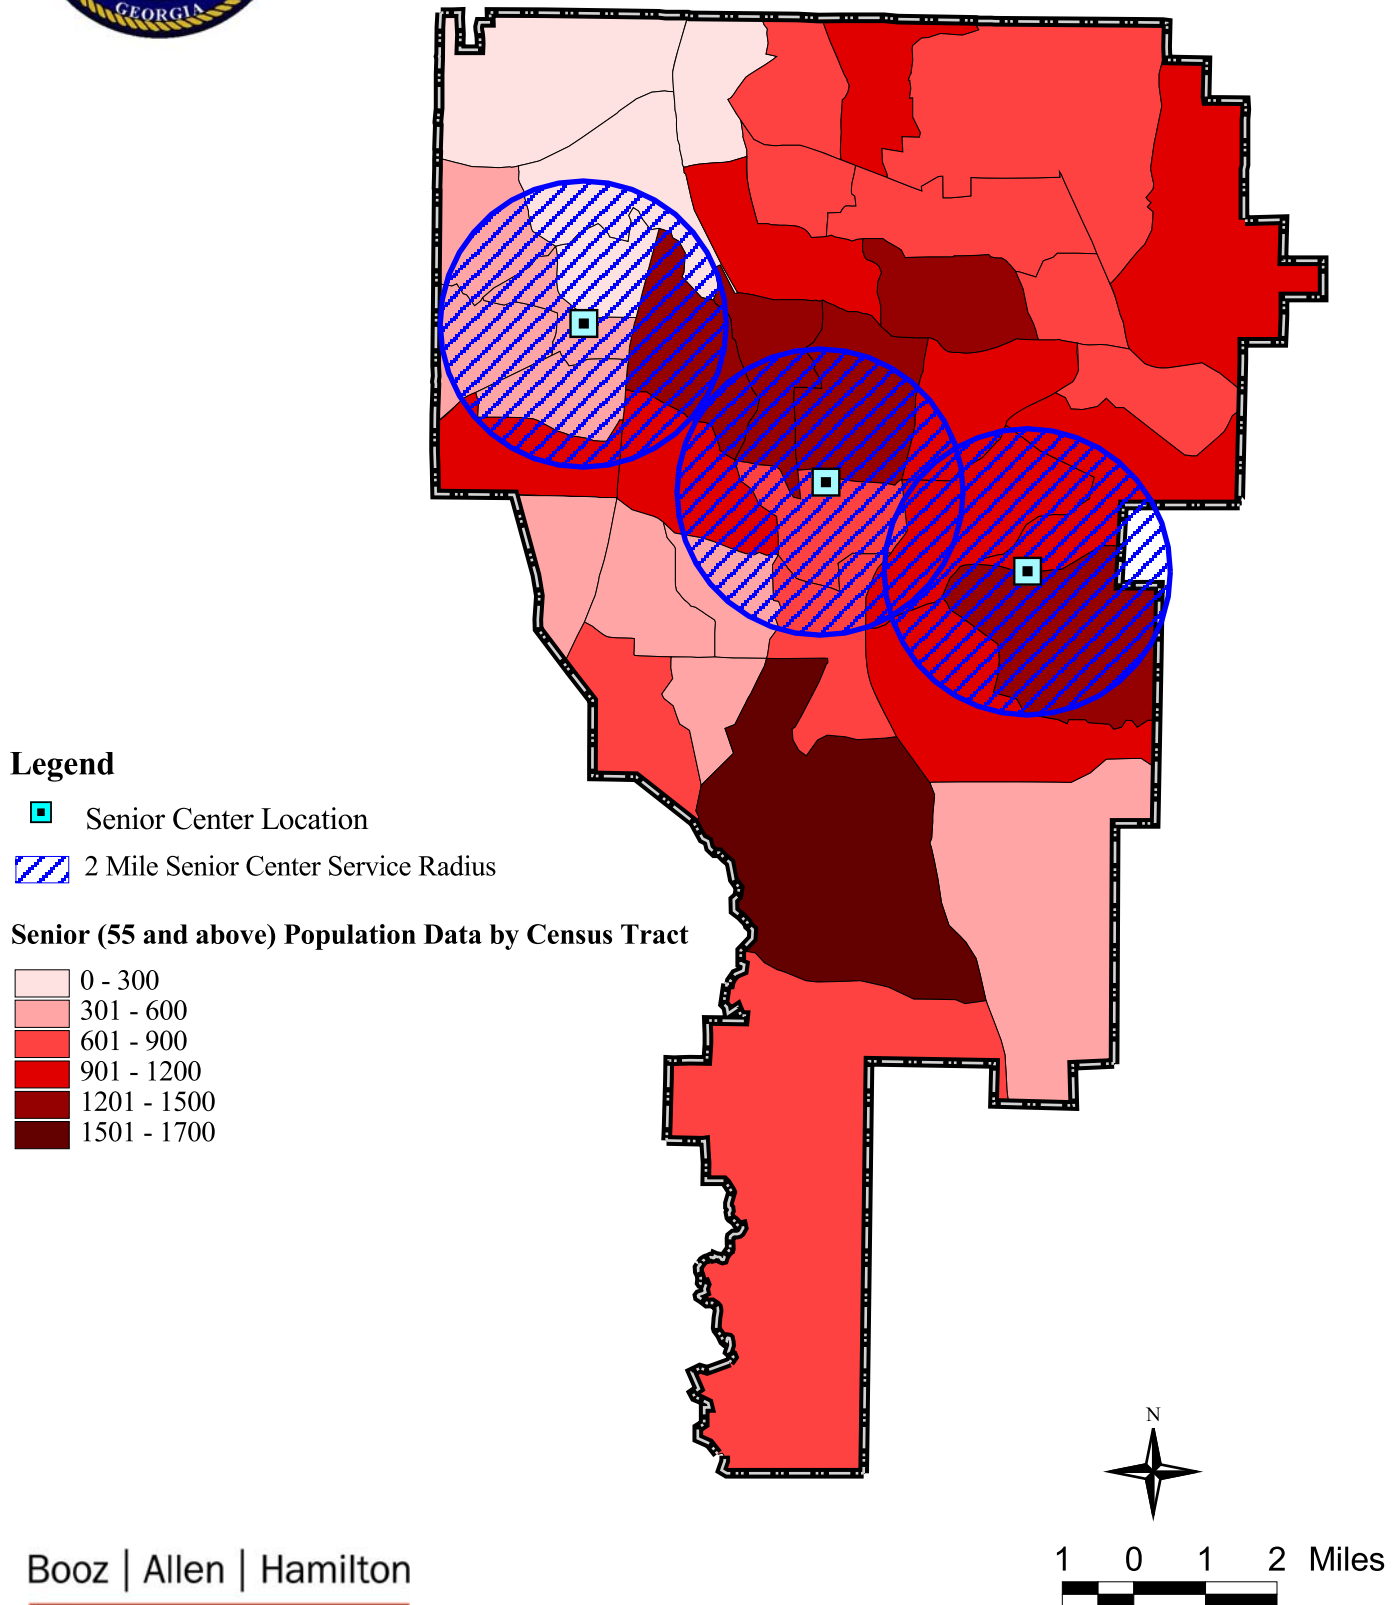 GEORGIA
Legend
Senior Center Location
2 Mile Senior Center Service Radius
Senior (55 and above) Population Data by Census Tract
0 - 300
301 - 600
601 - 900
901 - 1200
1201 - 1500
1501 - 1700
N
1 0 1 2 Miles
Booz | Allen | Hamilton